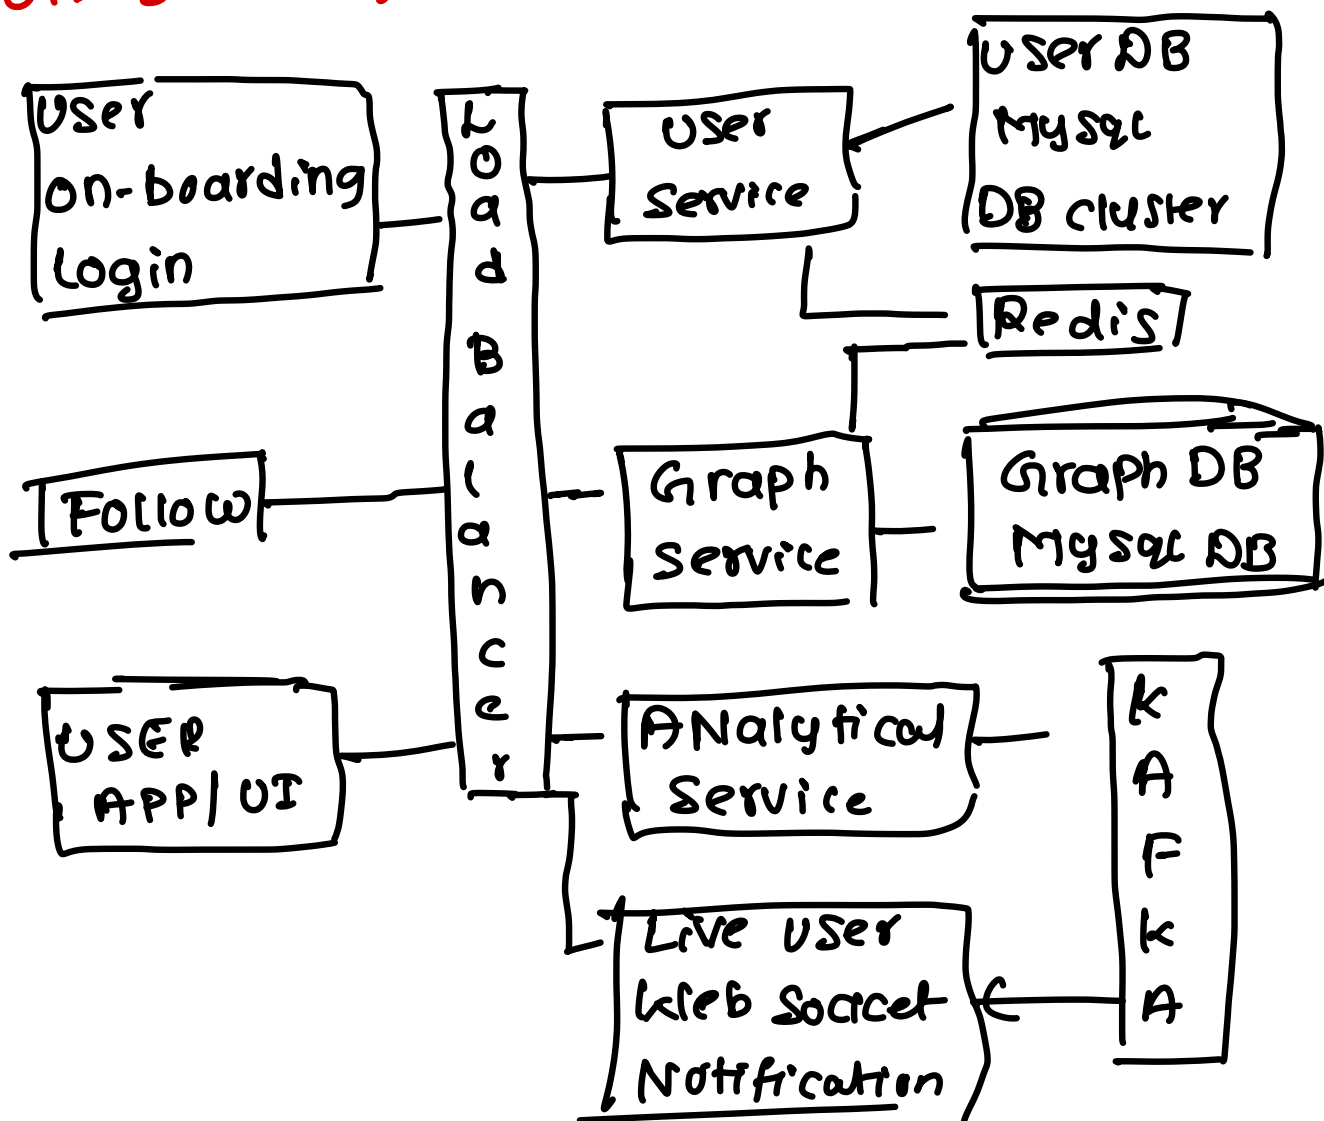 User
on-boarding
Login
Load Balancer
User
Service
User DB
Mysql
DB cluster
Redis
Follow
Graph
Service
Graph DB
Mysql DB
USER
APP/UI
ANalytical
Service
KAFKA
Live User
Web Socket
Notification